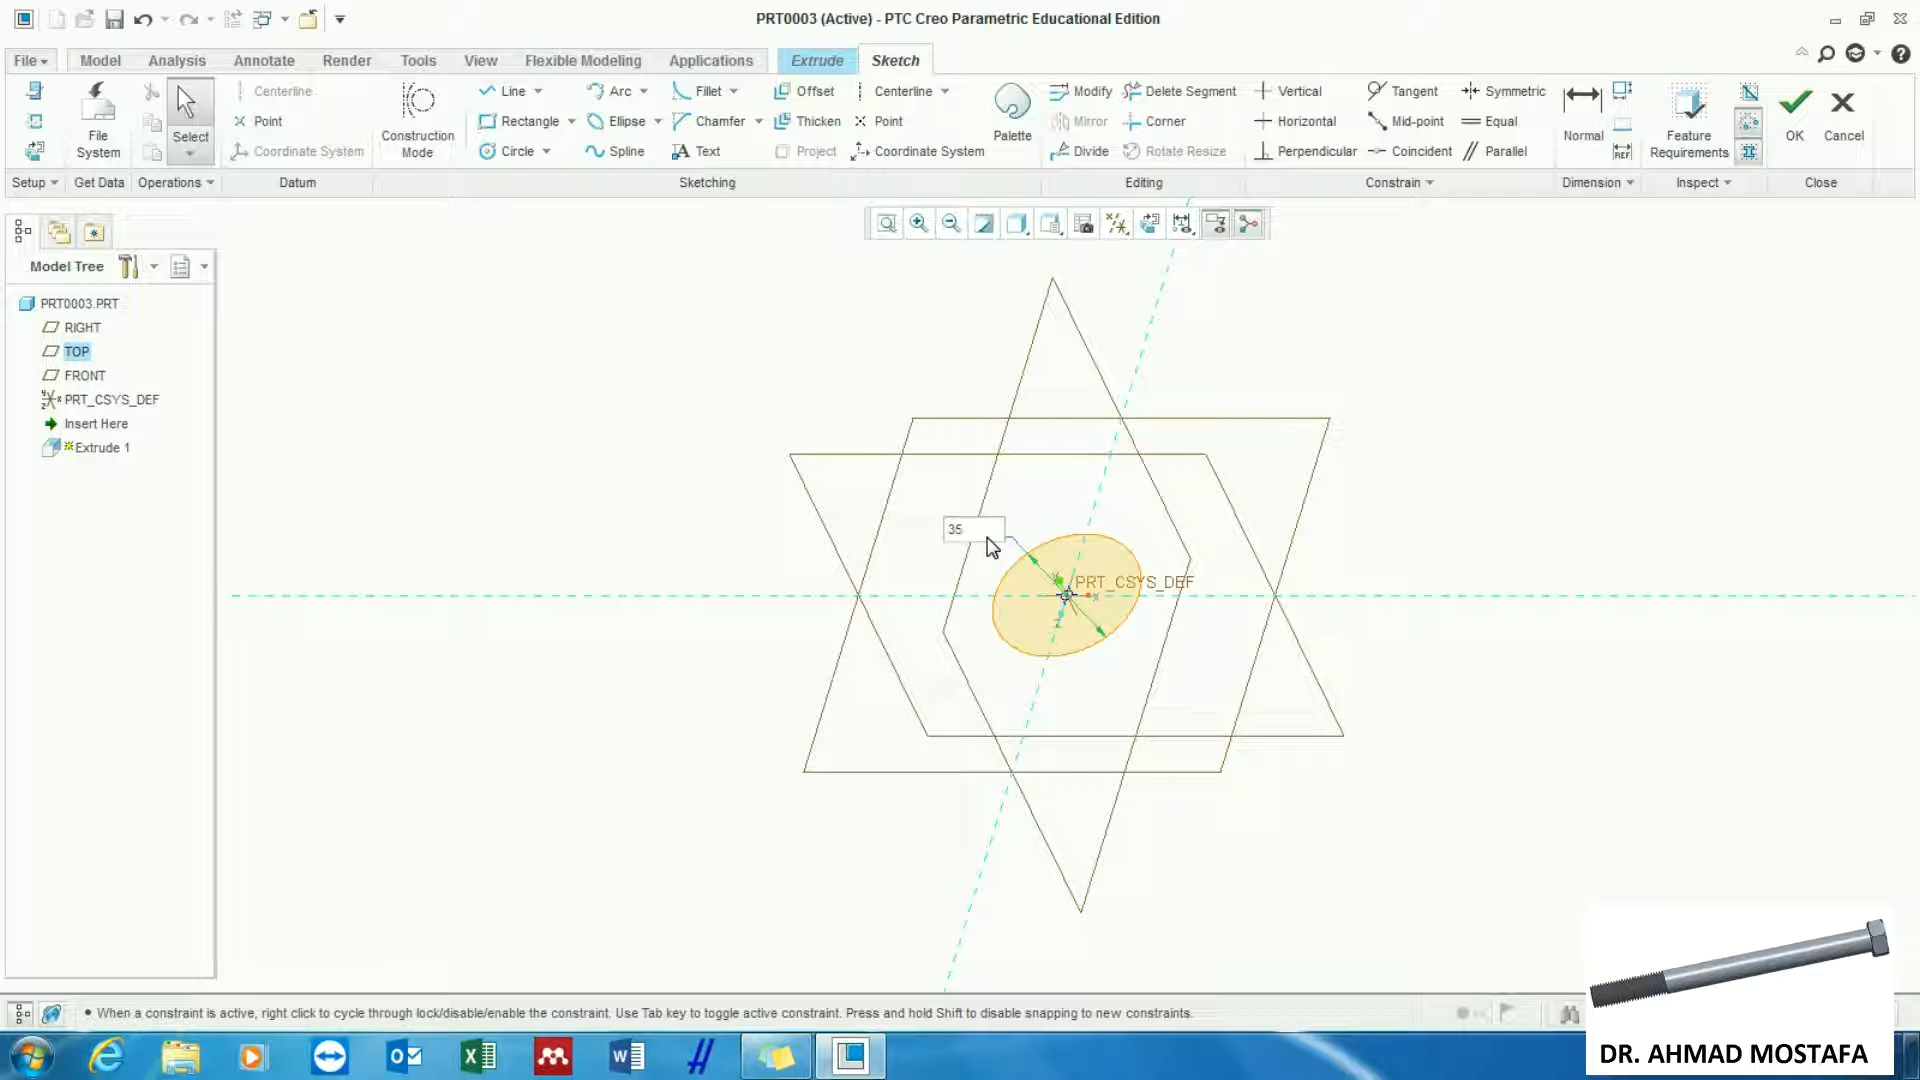 PRT0003 (Active) - PTC Creo Parametric Educational Edition
File Model Analysis Annotate Render Tools View Flexible Modeling Applications Extrude Sketch
Centerline Line Arc Fillet Offset Centerline Modify Delete Segment Vertical Tangent Symmetric
Point Rectangle Ellipse Chamfer Thicken Point Mirror Corner Horizontal Mid-point Equal
Coordinate System Circle Spline Text Project Coordinate System Divide Rotate Resize Perpendicular Coincident Parallel
File System
Select
Construction Mode
Palette
Normal
REF
Feature Requirements
OK
Cancel
Setup Get Data Operations Datum Sketching Editing Constrain Dimension Inspect Close
Model Tree
PRT0003.PRT
RIGHT
TOP
FRONT
PRT_CSYS_DEF
Insert Here
Extrude 1
35
PRT_CSYS_DEF
X
Z
• When a constraint is active, right click to cycle through lock/disable/enable the constraint. Use Tab key to toggle active constraint. Press and hold Shift to disable snapping to new constraints.
DR. AHMAD MOSTAFA